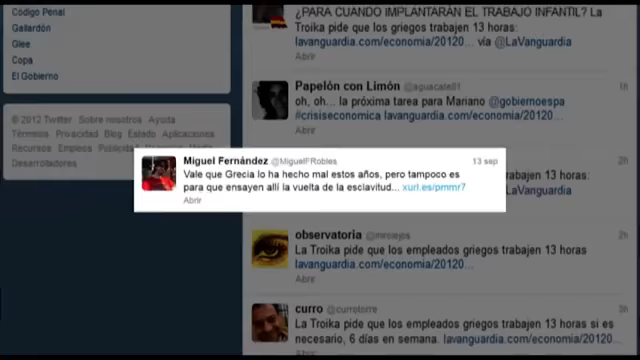 Código Penal
Gallardón
Glee
Copa
El Gobierno
© 2012 Twitter Sobre nosotros Ayuda
Términos Privacidad Blog Estado Aplicaciones
Recursos Empleos Publicidad
Desarrolladores
¿PARA CUANDO IMPLANTARÁN EL TRABAJO INFANTIL? La
Troika pide que los griegos trabajen 13 horas:
lavanguardia.com/economia/20120... vía @LaVanguardia
Abrir
Papelón con Limón @aguacate81 1h
oh, oh... la próxima tarea para Mariano @gobiernoespa
#crisiseconomica lavanguardia.com/economia/20120...
Abrir
Miguel Fernández @MiguelFRobles 13 sep
Vale que Grecia lo ha hecho mal estos años, pero tampoco es
para que ensayen allí la vuelta de la esclavitud... xurl.es/pmmr7
Abrir
observatoria 2h
La Troika pide que los empleados griegos trabajen 13 horas
lavanguardia.com/economia/20120...
Abrir
curro @currotorre 3h
La Troika pide que los empleados griegos trabajen 13 horas si es
necesario, 6 días en semana. lavanguardia.com/economia/20120...
Abrir